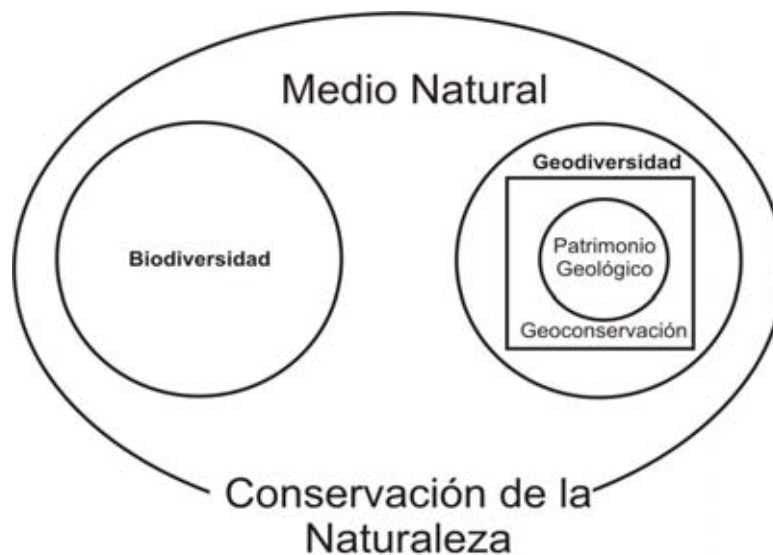 Medio Natural
Geodiversidad
Biodiversidad
Patrimonio
Geológico
Geoconservación
Conservación de la
Naturaleza